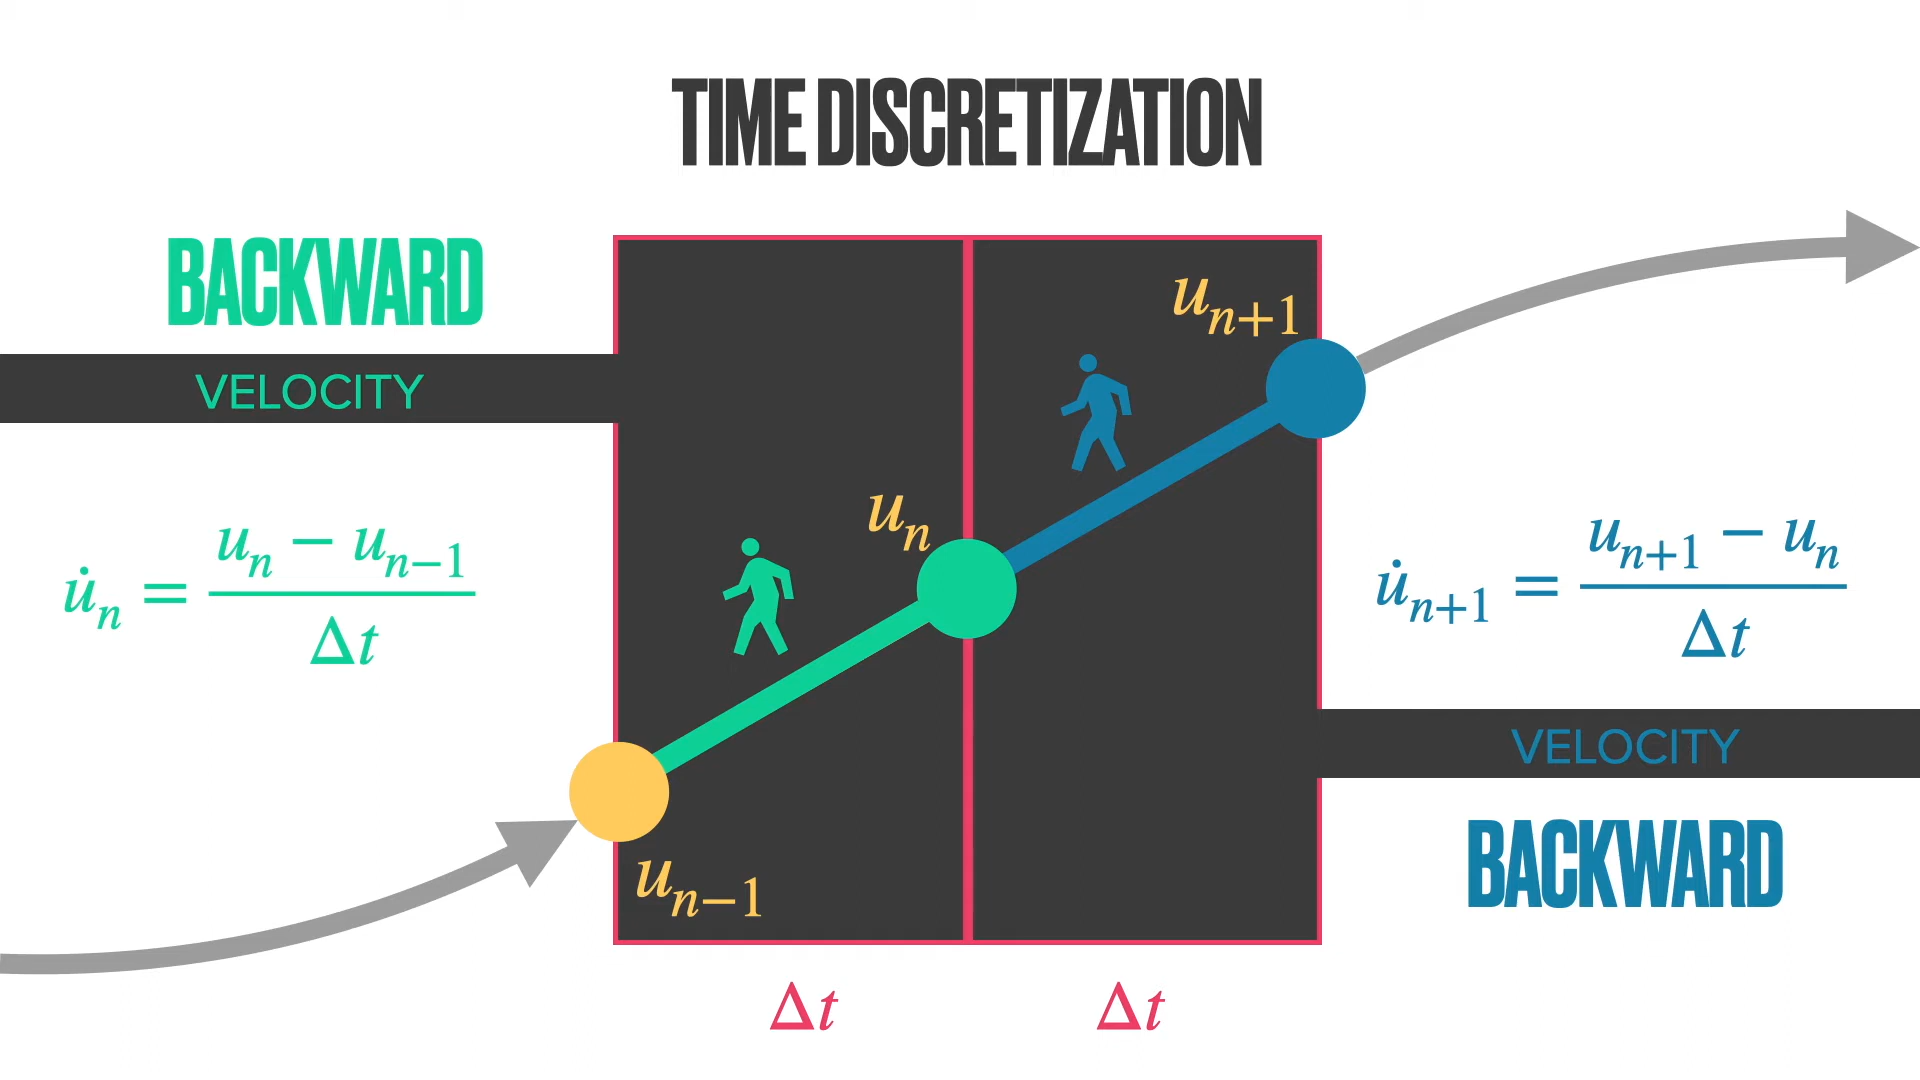 TIME DISCRETIZATION
BACKWARD
VELOCITY
u̇ₙ = (uₙ − uₙ₋₁) / Δt
uₙ₊₁
uₙ
uₙ₋₁
Δt
Δt
u̇ₙ₊₁ = (uₙ₊₁ − uₙ) / Δt
VELOCITY
BACKWARD